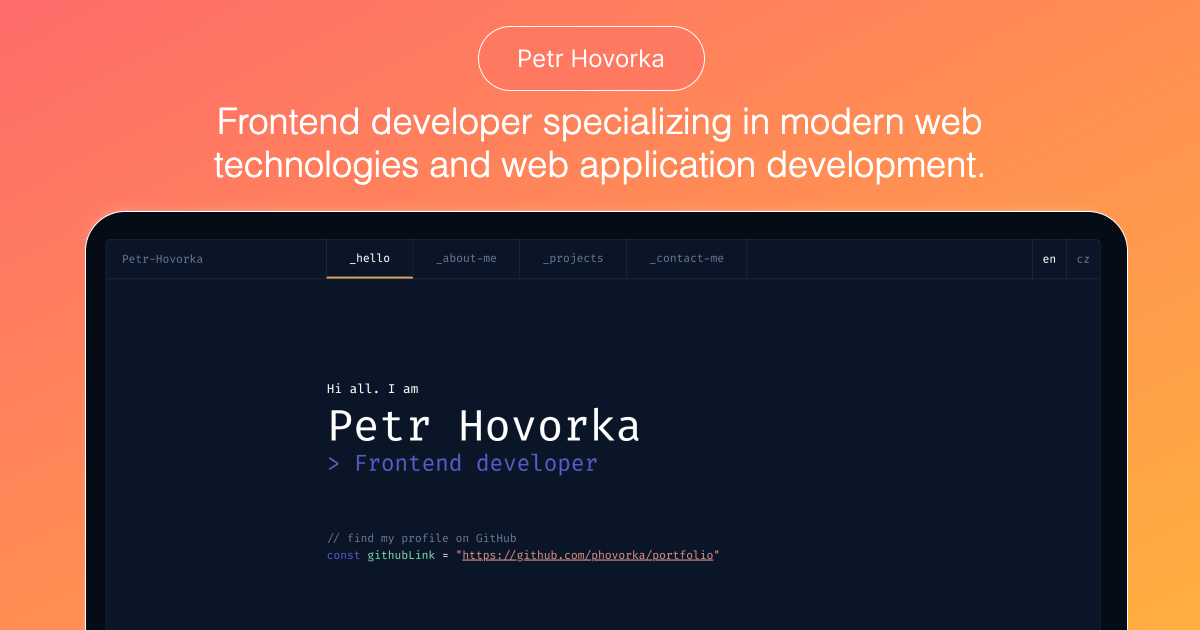 Petr Hovorka
Frontend developer specializing in modern web
technologies and web application development.
Petr-Hovorka
_hello
_about-me
_projects
_contact-me
en
cz
Hi all. I am
Petr Hovorka
> Frontend developer
// find my profile on GitHub
const githubLink = "https://github.com/phovorka/portfolio"